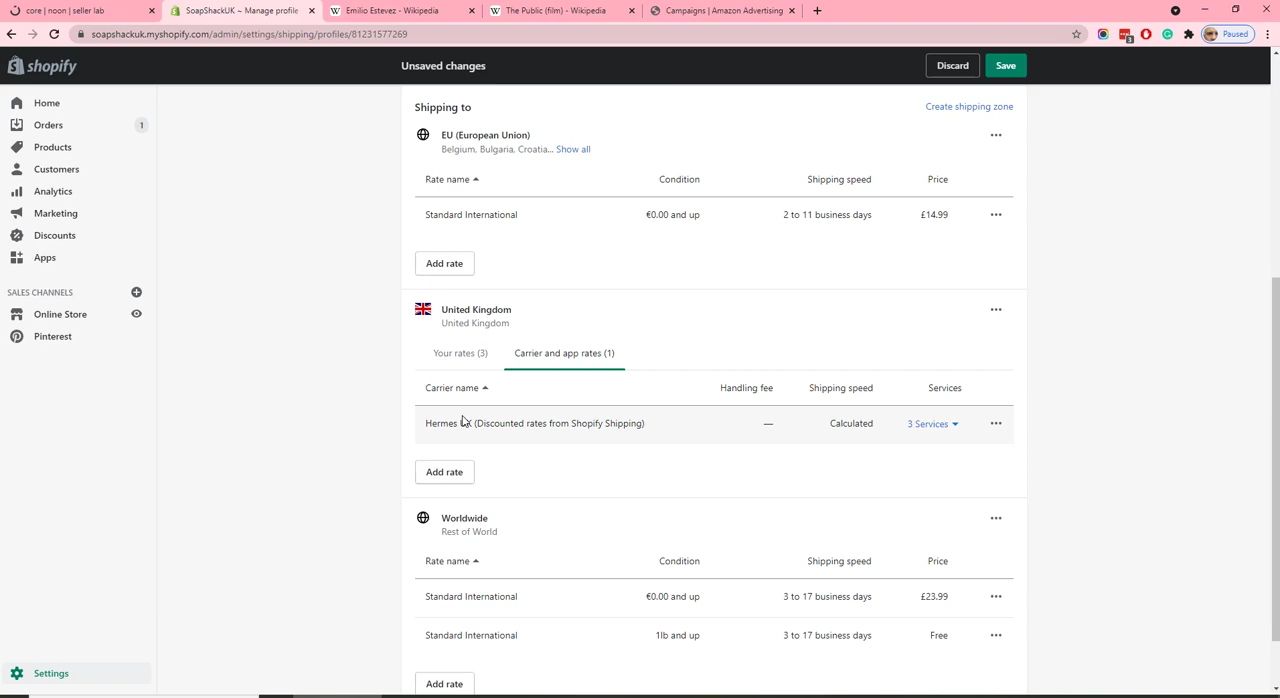 core | noon | seller lab
SoapShackUK ~ Manage profile
Emilio Estevez - Wikipedia
The Public (film) - Wikipedia
Campaigns | Amazon Advertising
soapshackuk.myshopify.com/admin/settings/shipping/profiles/81231577269
3
Paused
shopify
Unsaved changes
Discard
Save
Home
Orders
1
Products
Customers
Analytics
Marketing
Discounts
Apps
SALES CHANNELS
Online Store
Pinterest
Settings
Shipping to
Create shipping zone
EU (European Union)
Belgium, Bulgaria, Croatia... Show all
Rate name Condition Shipping speed Price
Standard International €0.00 and up 2 to 11 business days £14.99
Add rate
United Kingdom
United Kingdom
Your rates (3) Carrier and app rates (1)
Carrier name Handling fee Shipping speed Services
Hermes UK (Discounted rates from Shopify Shipping) — Calculated 3 Services
Add rate
Worldwide
Rest of World
Rate name Condition Shipping speed Price
Standard International €0.00 and up 3 to 17 business days £23.99
Standard International 1lb and up 3 to 17 business days Free
Add rate